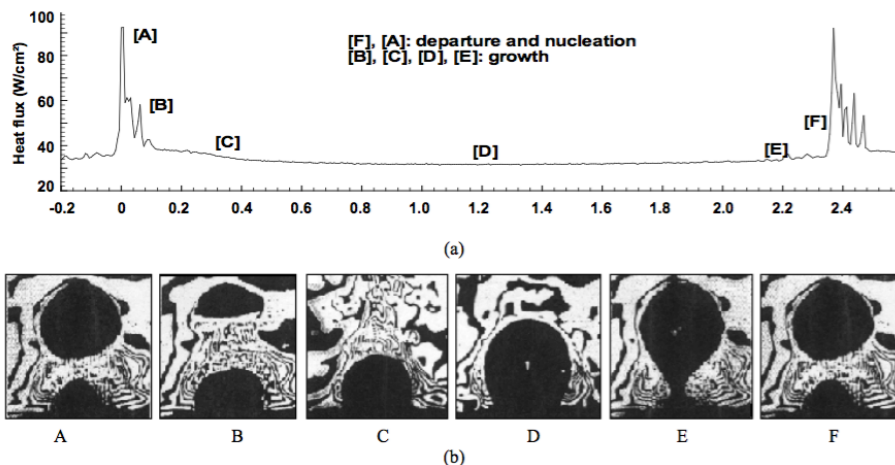 100
80
60
40
20
Heat flux (W/cm²)
[A]
[B]
[C]
[D]
[E]
[F]
[F], [A]: departure and nucleation
[B], [C], [D], [E]: growth
-0.2 0 0.2 0.4 0.6 0.8 1.0 1.2 1.4 1.6 1.8 2.0 2.2 2.4
(a)
A B C D E F
(b)